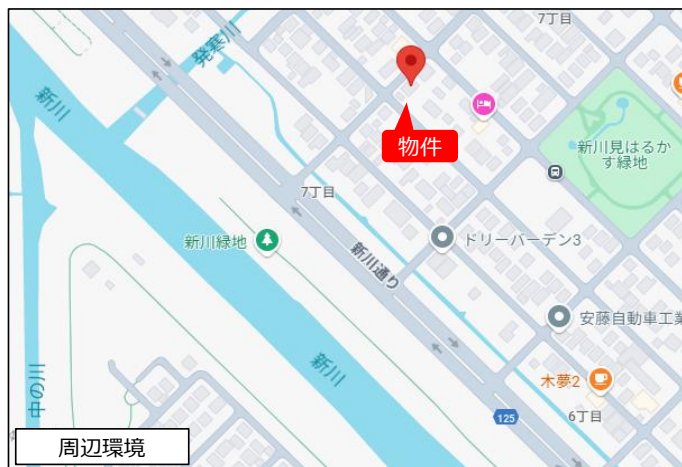 7丁目
発寒川
新川
物件
新川見はるか
す緑地
7丁目
新川緑地
ドリーバーデン3
新川通り
安藤自動車工業
新川
中の川
木夢2
125
6丁目
周辺環境